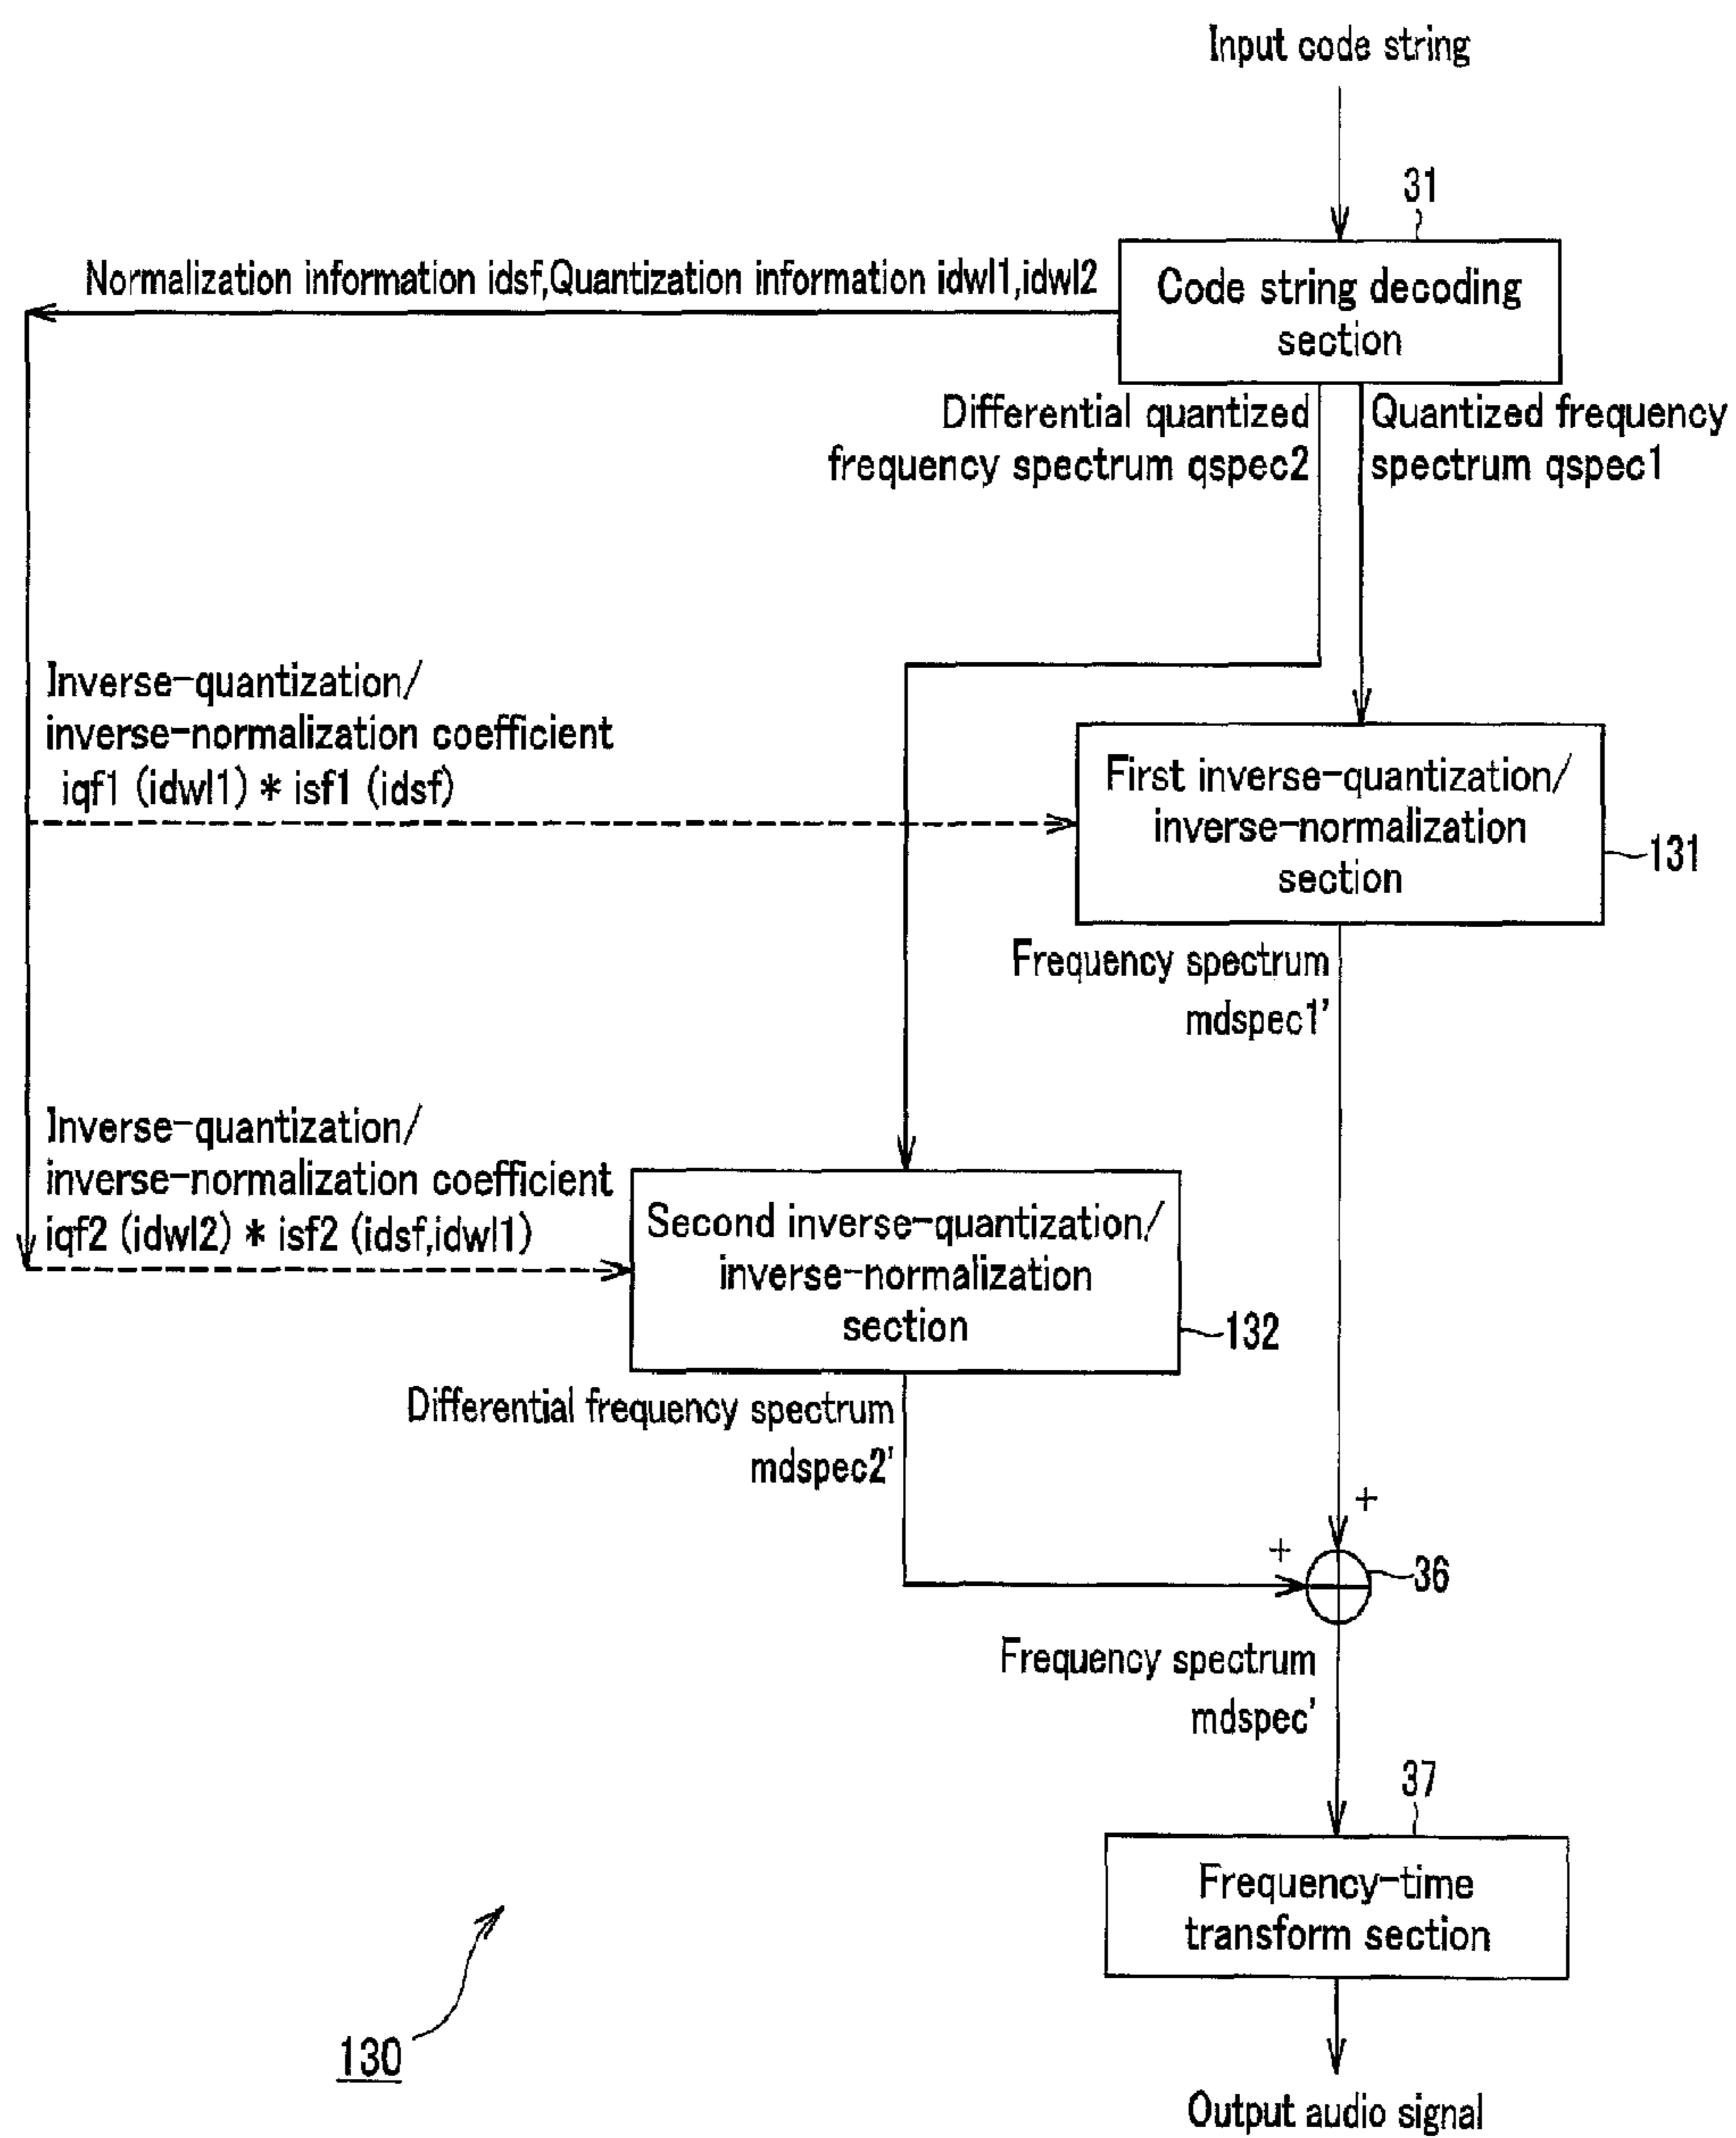 Input code string
31
Code string decoding
section
Normalization information idsf,Quantization information idwl1,idwl2
Differential quantized
frequency spectrum qspec2
Quantized frequency
spectrum qspec1
Inverse-quantization/
inverse-normalization coefficient
iqf1 (idwl1) * isf1 (idsf)
First inverse-quantization/
inverse-normalization
section
131
Frequency spectrum
mdspec1'
Inverse-quantization/
inverse-normalization coefficient
iqf2 (idwl2) * isf2 (idsf,idwl1)
Second inverse-quantization/
inverse-normalization
section
132
Differential frequency spectrum
mdspec2'
+
+
36
Frequency spectrum
mdspec'
37
Frequency-time
transform section
130
Output audio signal